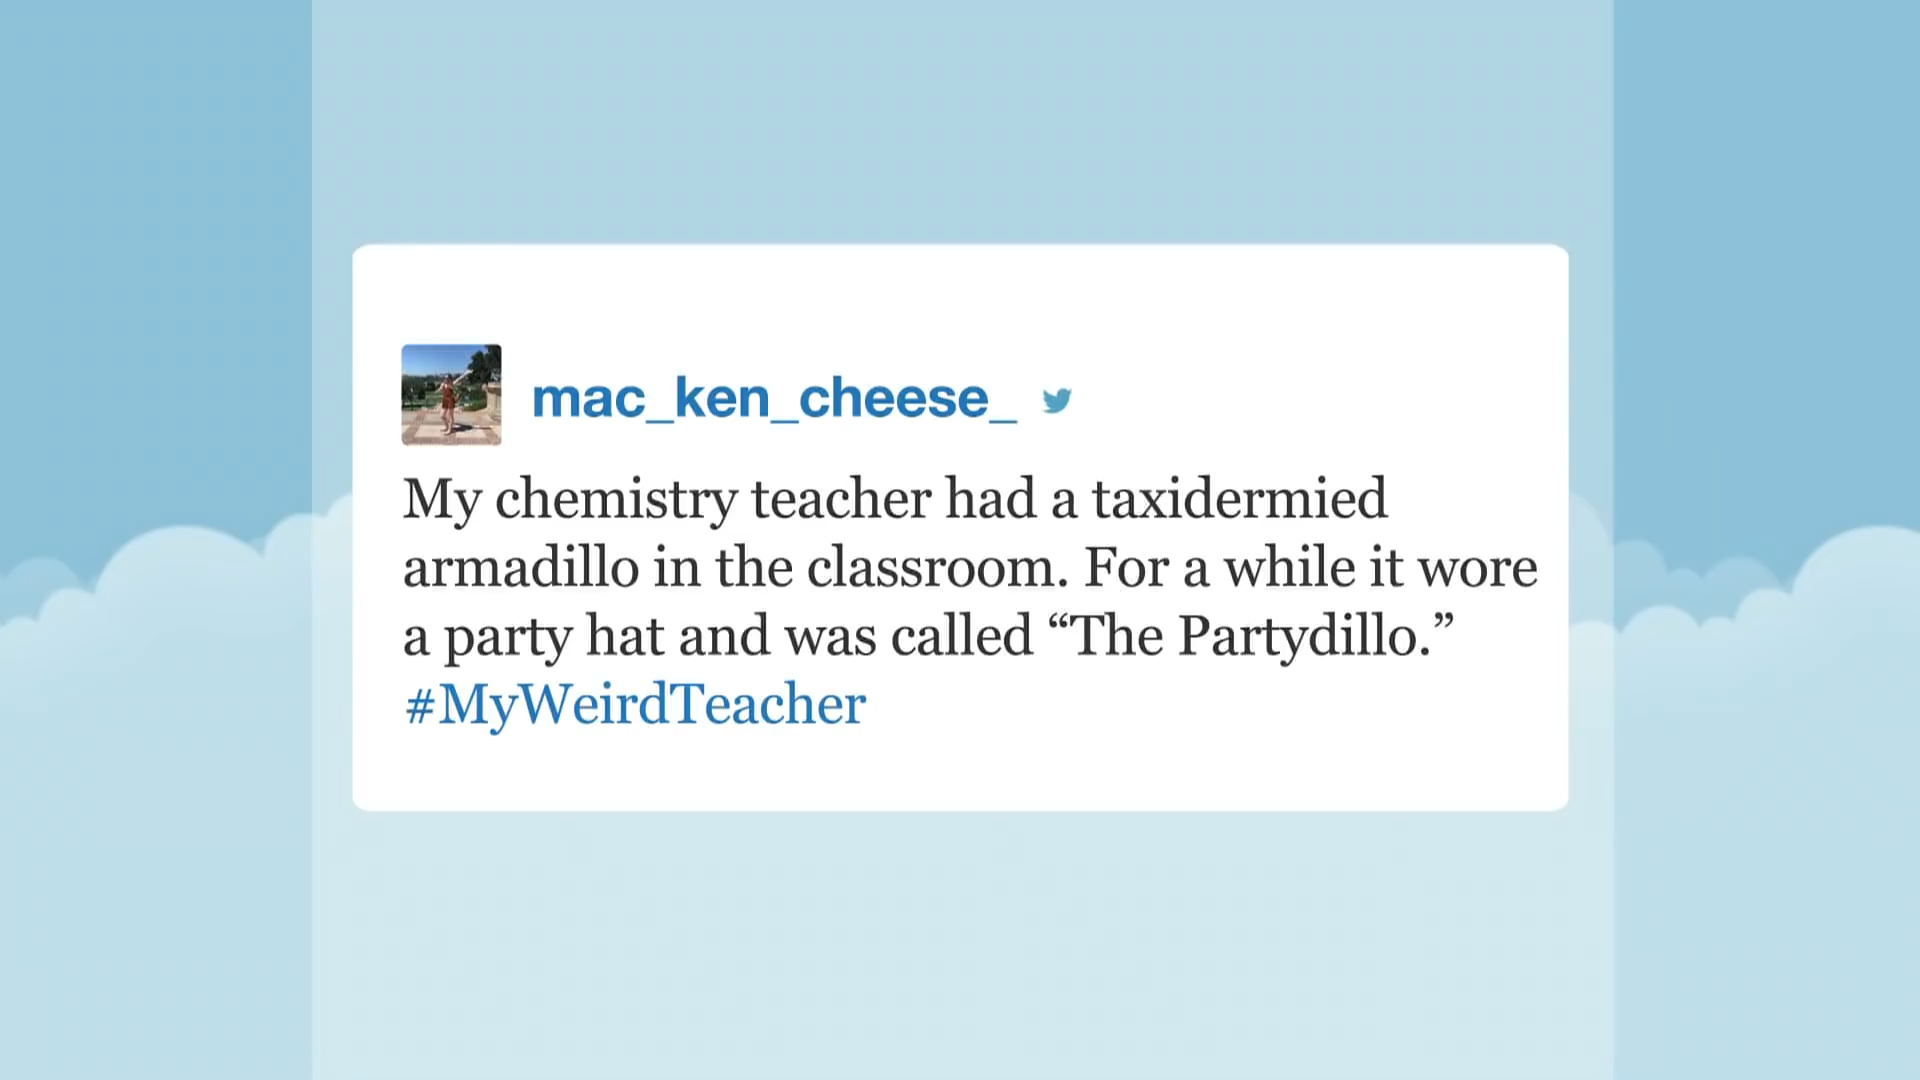 mac_ken_cheese_
My chemistry teacher had a taxidermied
armadillo in the classroom. For a while it wore
a party hat and was called “The Partydillo.”
#MyWeirdTeacher